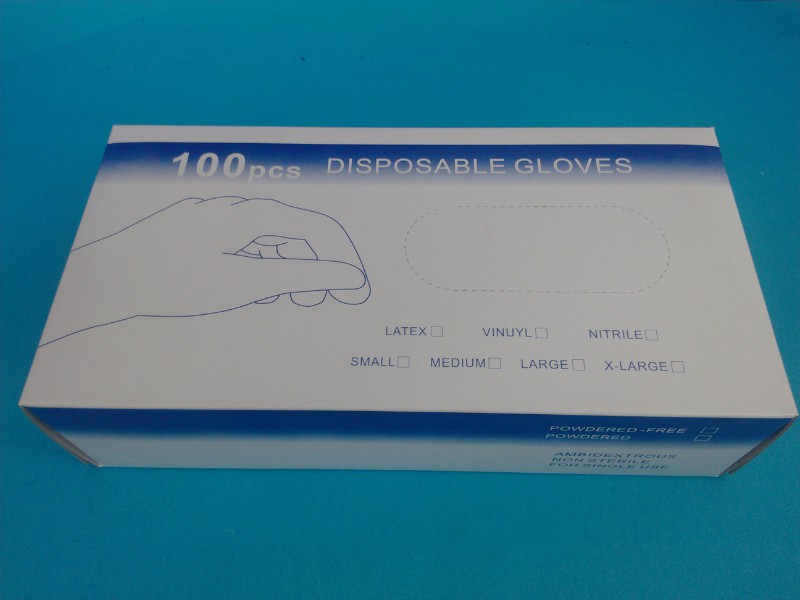 100pcs DISPOSABLE GLOVES
LATEX VINUYL NITRILE
SMALL MEDIUM LARGE X-LARGE
POWDERED -FREE
POWDERED
AMBIDEXTROUS
NON STERILE
FOR SINGLE USE